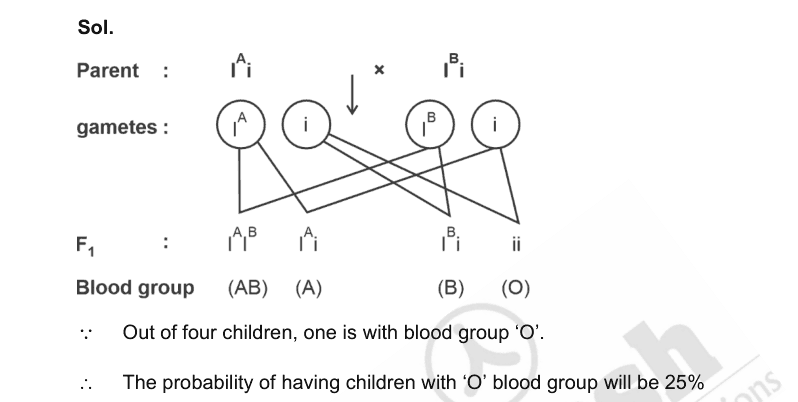 Sol.
Parent : Iᴬi × Iᴮi
gametes : Iᴬ i Iᴮ i
F₁ : IᴬIᴮ Iᴬi Iᴮi ii
Blood group (AB) (A) (B) (O)
∵ Out of four children, one is with blood group ‘O’.
∴ The probability of having children with ‘O’ blood group will be 25%